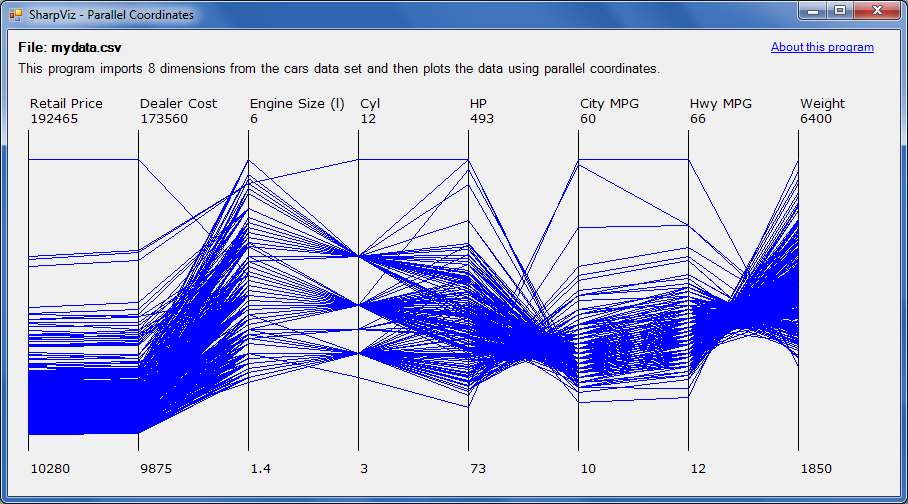 SharpViz - Parallel Coordinates
File: mydata.csv
About this program
This program imports 8 dimensions from the cars data set and then plots the data using parallel coordinates.
Retail Price Dealer Cost Engine Size (l) Cyl HP City MPG Hwy MPG Weight
192465 173560 6 12 493 60 66 6400
10280 9875 1.4 3 73 10 12 1850